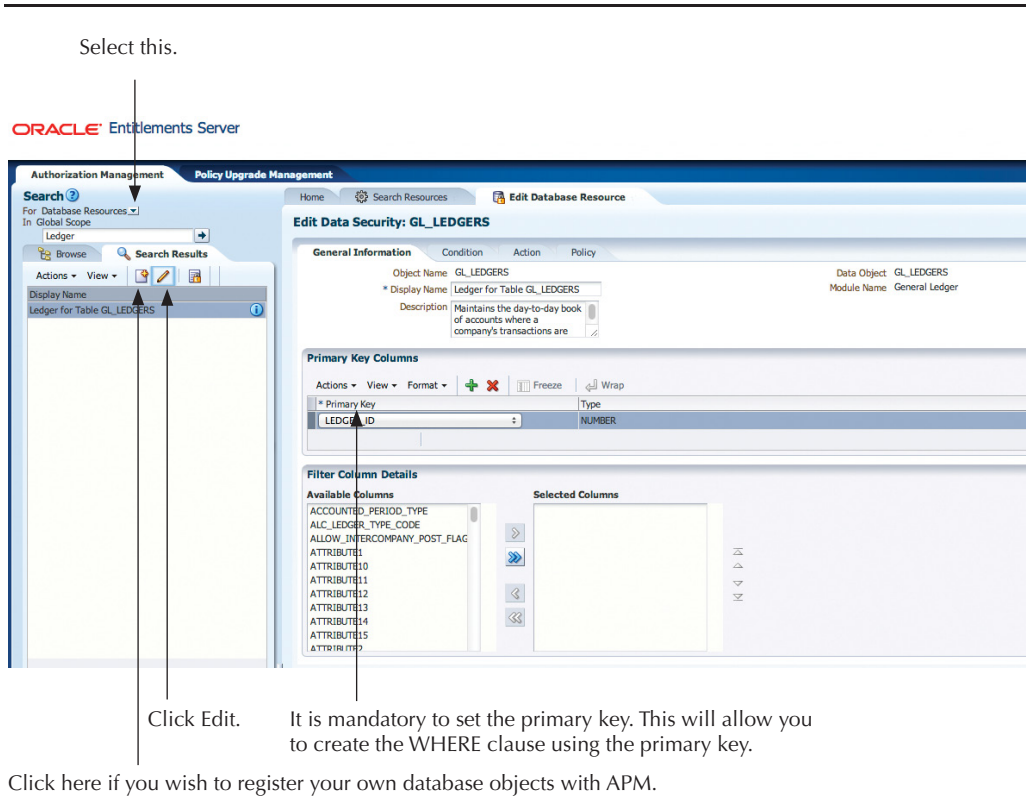 Select this.
ORACLE® Entitlements Server
Authorization Management Policy Upgrade Management
Search
For Database Resources
In Global Scope
Ledger
Browse Search Results
Actions View
Display Name
Ledger for Table GL_LEDGERS
Home Search Resources Edit Database Resource
Edit Data Security: GL_LEDGERS
General Information Condition Action Policy
Object Name GL_LEDGERS
* Display Name Ledger for Table GL_LEDGERS
Description Maintains the day-to-day book
of accounts where a
company's transactions are
Data Object GL_LEDGERS
Module Name General Ledger
Primary Key Columns
Actions View Format Freeze Wrap
* Primary Key Type
LEDGER_ID NUMBER
Filter Column Details
Available Columns Selected Columns
ACCOUNTED_PERIOD_TYPE
ALC_LEDGER_TYPE_CODE
ALLOW_INTERCOMPANY_POST_FLAG
ATTRIBUTE1
ATTRIBUTE10
ATTRIBUTE11
ATTRIBUTE12
ATTRIBUTE13
ATTRIBUTE14
ATTRIBUTE15
ATTRIBUTE2
Click Edit.
It is mandatory to set the primary key. This will allow you
to create the WHERE clause using the primary key.
Click here if you wish to register your own database objects with APM.